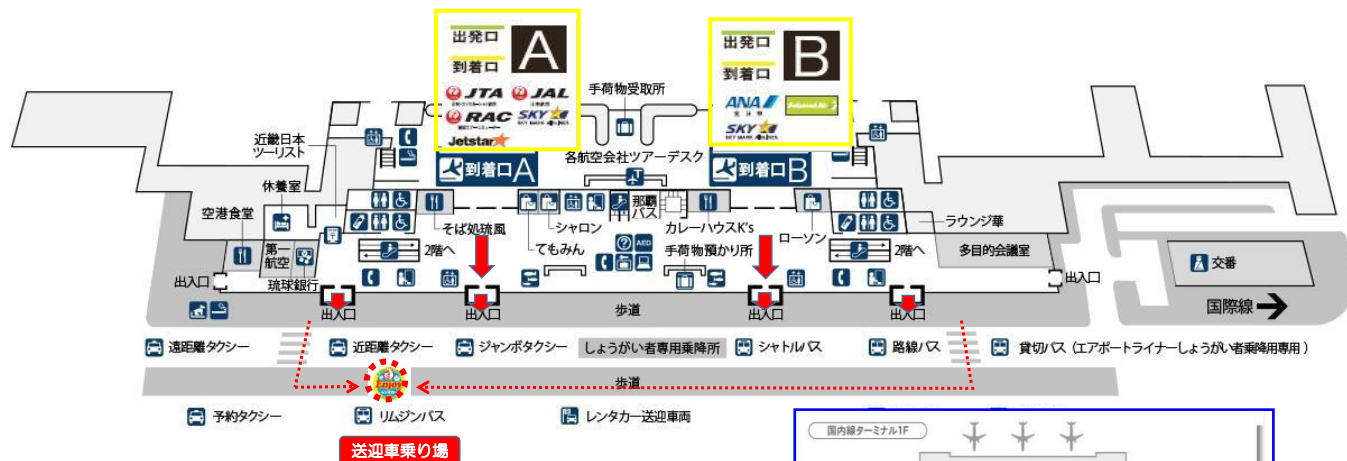 出発口
到着口
A
JTA
JAL
RAC
SKY
SKY MARK AIRLINES
Jetstar
出発口
到着口
B
ANA
全日空
SKY
SKY MARK AIRLINES
手荷物受取所
各航空会社ツアーデスク
到着口A
到着口B
近畿日本
ツーリスト
休養室
空港食堂
第一
航空
琉球銀行
2階へ
そば処琉風
てもみん
シャロン
那覇
バス
カレーハウスK's
手荷物預かり所
AED
ローソン
2階へ
ラウンジ華
多目的会議室
出入口
出入口
出入口
出入口
出入口
出入口
交番
国際線
歩道
遠距離タクシー
近距離タクシー
ジャンボタクシー
しょうがい者専用乗降所
シャトルバス
路線バス
貸切バス（エアポートライナーしょうがい者乗降用専用）
Enjoy
歩道
予約タクシー
リムジンバス
レンタカー送迎車両
送迎車乗り場
国内線ターミナル1F